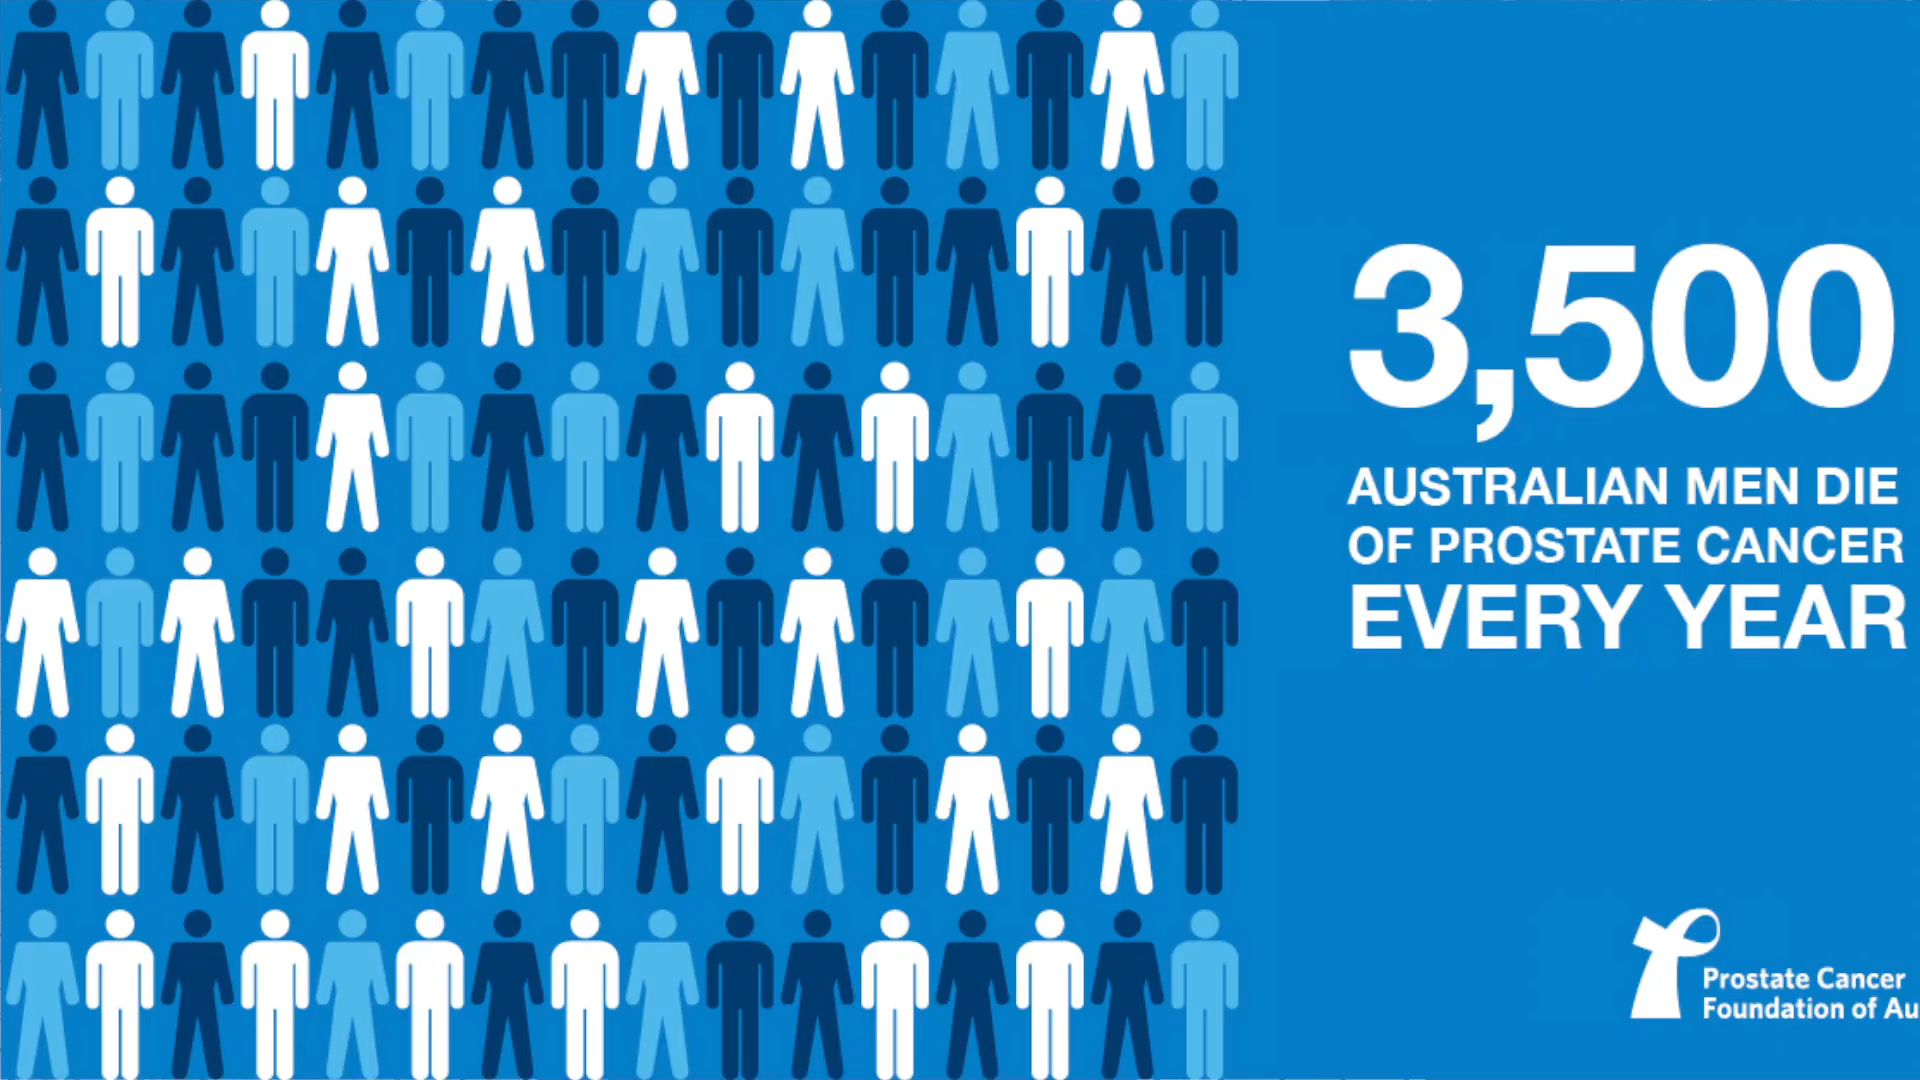 3,500
AUSTRALIAN MEN DIE
OF PROSTATE CANCER
EVERY YEAR
Prostate Cancer
Foundation of Au